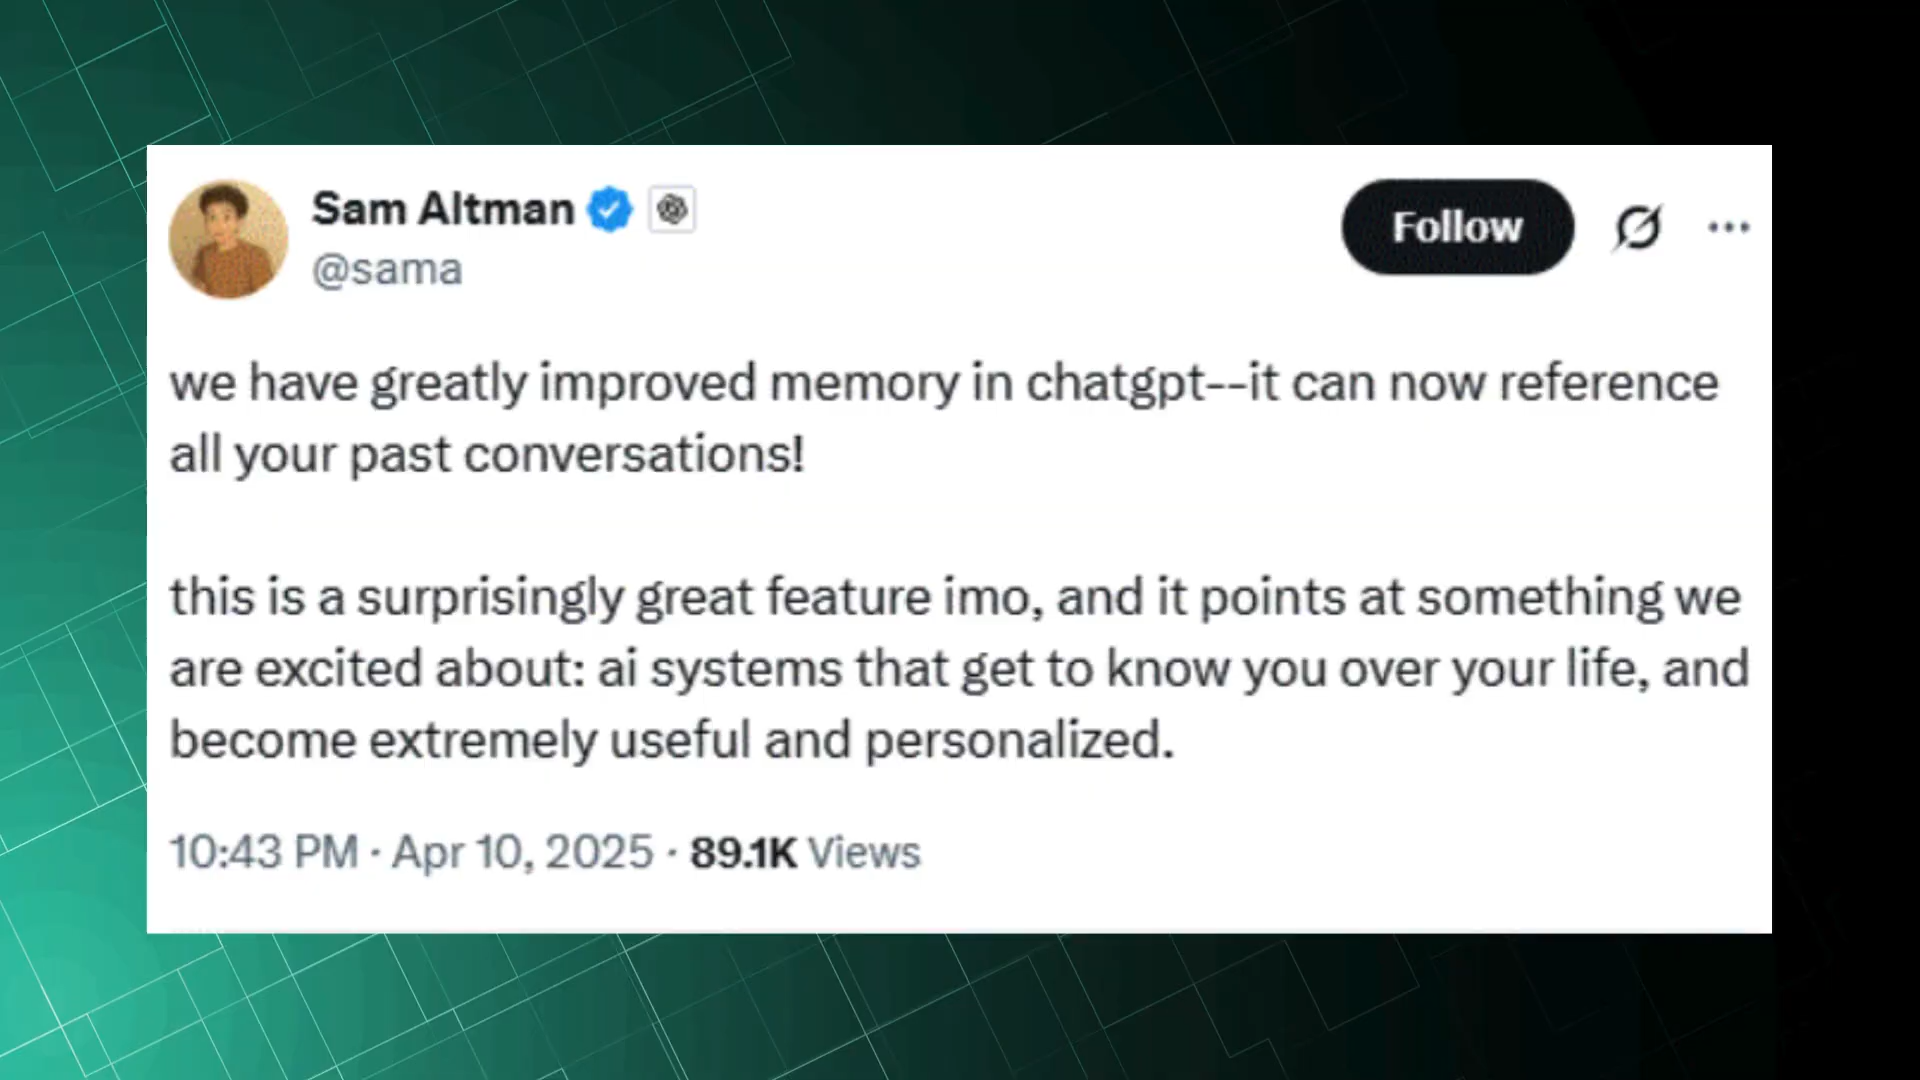 Sam Altman
@sama
Follow
we have greatly improved memory in chatgpt--it can now reference
all your past conversations!
this is a surprisingly great feature imo, and it points at something we
are excited about: ai systems that get to know you over your life, and
become extremely useful and personalized.
10:43 PM · Apr 10, 2025 · 89.1K Views